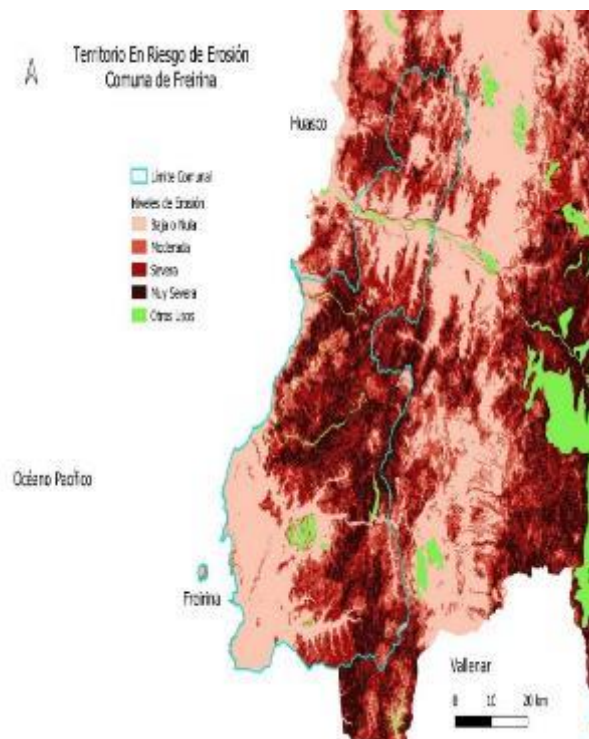 Territorio En Riesgo de Erosión
Comuna de Freirina
Huasco
Límite Comunal
Niveles de Erosión
Baja o Nula
Moderada
Severa
Muy Severa
Otros Usos
Océano Pacífico
Freirina
Vallenar
0 10 20 km